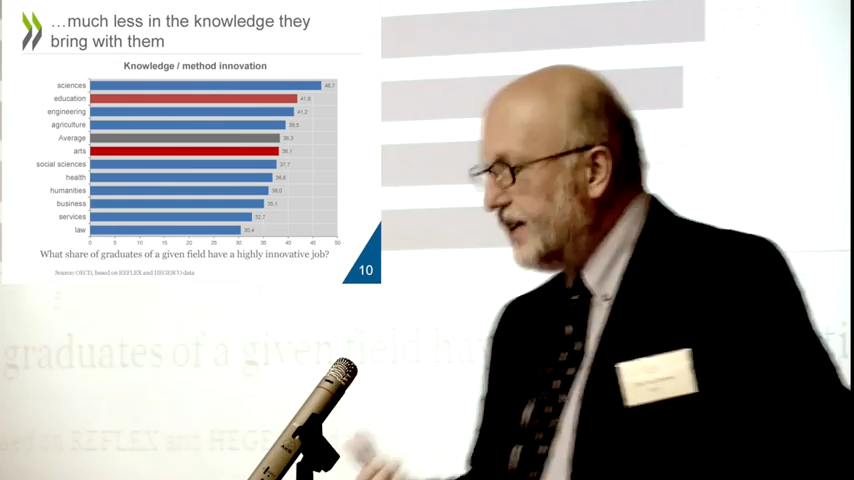 ...much less in the knowledge they
bring with them
Knowledge / method innovation
sciences 46,7
education 41,8
engineering 41,2
agriculture 39,5
Average 38,3
arts 38,1
social sciences 37,7
health 36,8
humanities 36,0
business 35,1
services 32,7
law 30,4
0 5 10 15 20 25 30 35 40 45 50
What share of graduates of a given field have a highly innovative job?
Source: OECD, based on REFLEX and HEGESCO data
10
graduates of a given field hav
REFLEX and HEGE